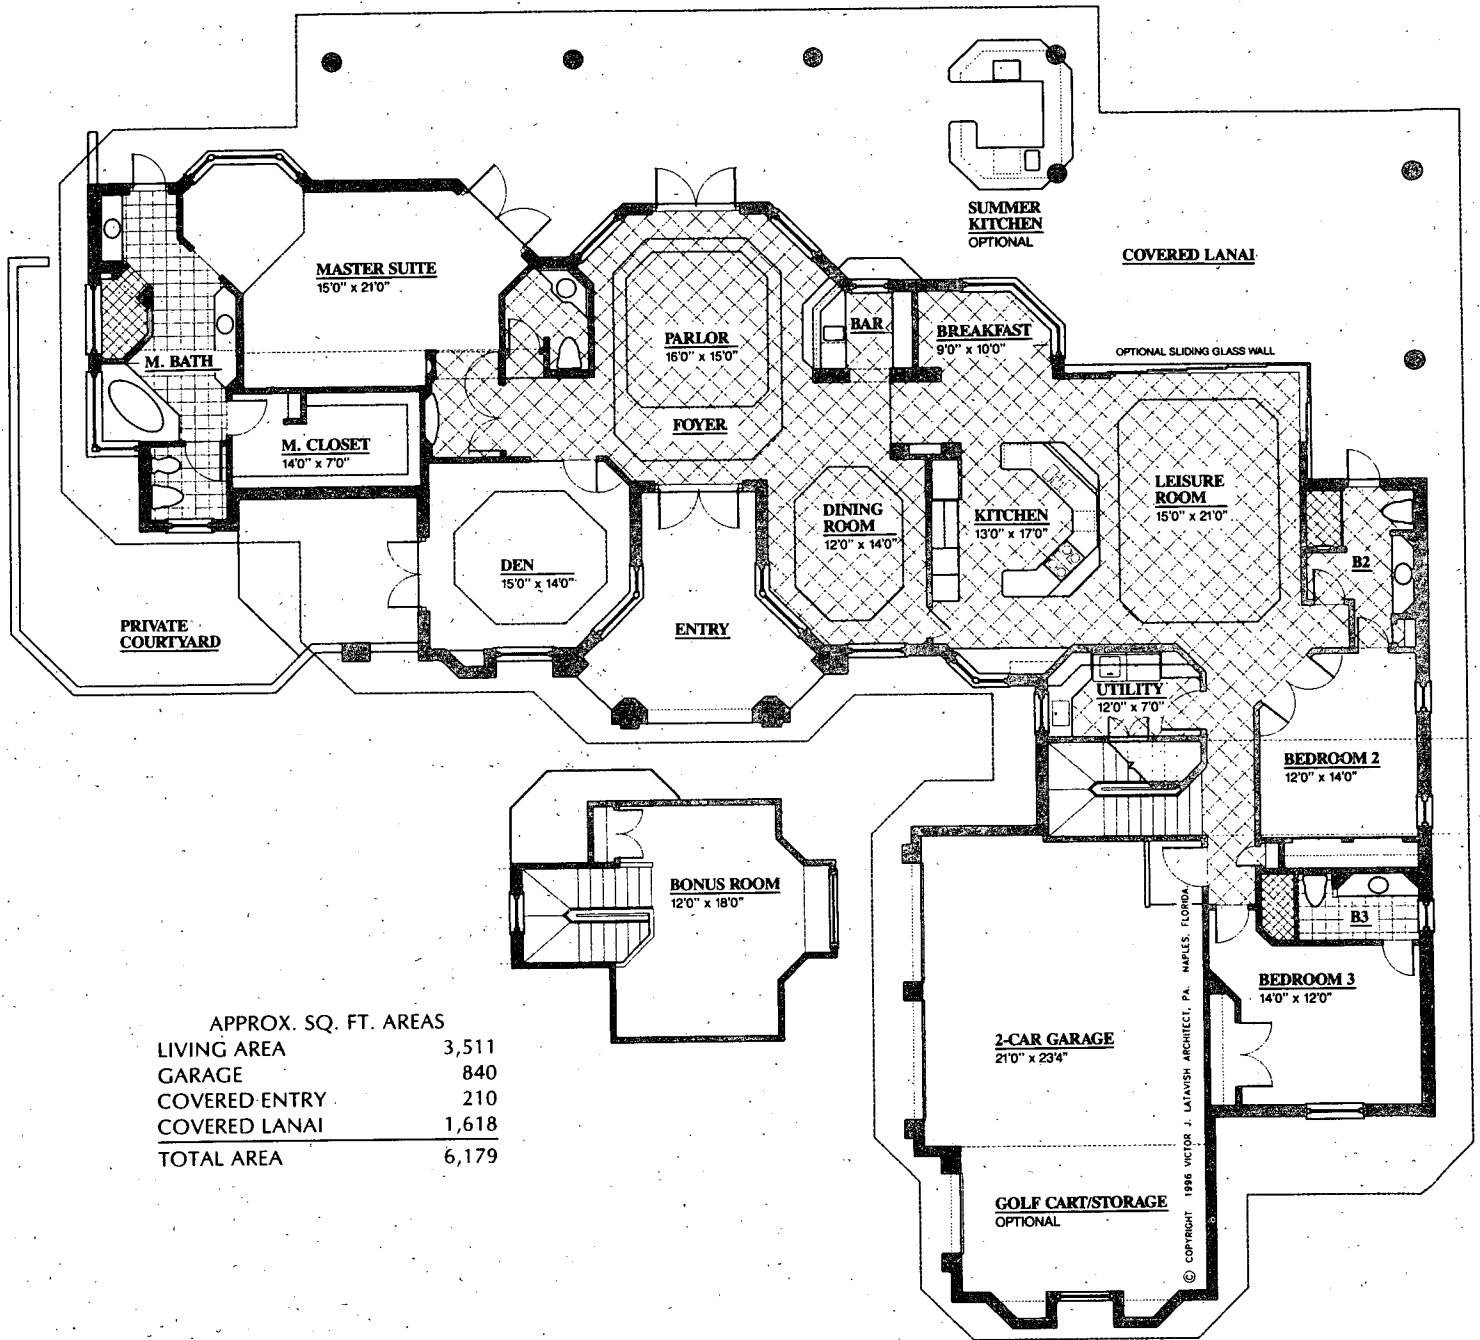 SUMMER
KITCHEN
OPTIONAL
COVERED LANAI
MASTER SUITE
15'0" x 21'0"
PARLOR
16'0" x 15'0"
BAR
BREAKFAST
9'0" x 10'0"
OPTIONAL SLIDING GLASS WALL
M. BATH
FOYER
M. CLOSET
14'0" x 7'0"
LEISURE
ROOM
15'0" x 21'0"
DINING
ROOM
12'0" x 14'0"
KITCHEN
13'0" x 17'0"
DEN
15'0" x 14'0"
B2
PRIVATE
COURTYARD
ENTRY
UTILITY
12'0" x 7'0"
BEDROOM 2
12'0" x 14'0"
BONUS ROOM
12'0" x 18'0"
B3
BEDROOM 3
14'0" x 12'0"
2-CAR GARAGE
21'0" x 23'4"
GOLF CART/STORAGE
OPTIONAL
© COPYRIGHT 1996 VICTOR J. LATAVISH ARCHITECT, PA. NAPLES, FLORIDA.
APPROX. SQ. FT. AREAS
LIVING AREA 3,511
GARAGE 840
COVERED ENTRY 210
COVERED LANAI 1,618
TOTAL AREA 6,179